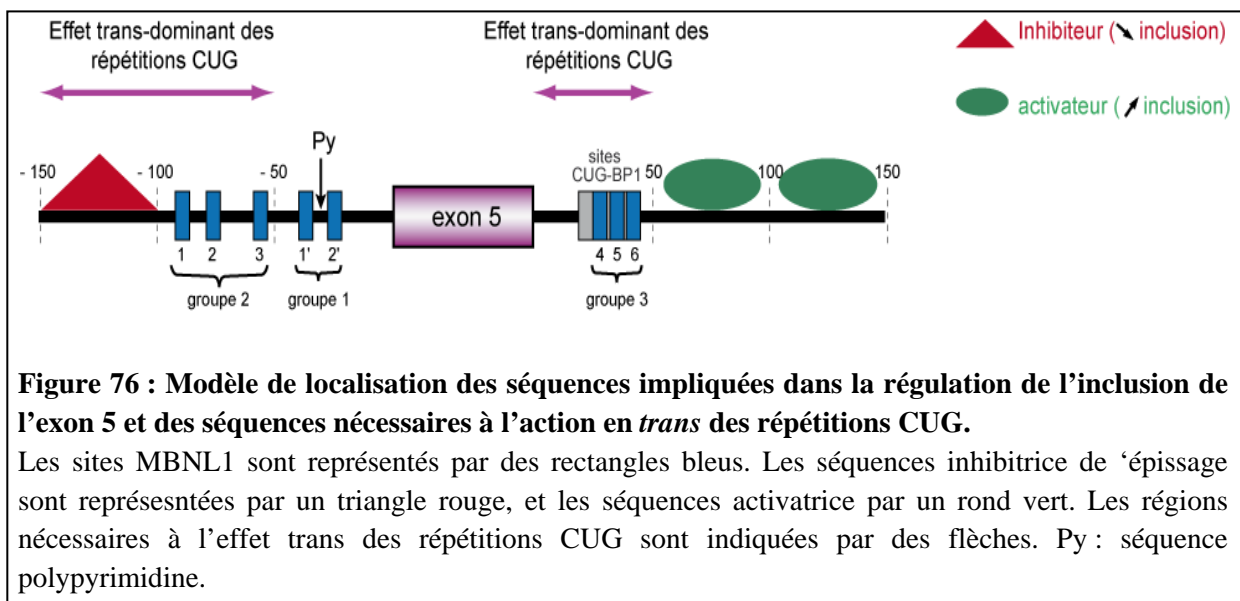 Effet trans-dominant des
répétitions CUG
Effet trans-dominant des
répétitions CUG
Inhibiteur (➘ inclusion)
activateur (➚ inclusion)
Py
sites
CUG-BP1
- 150
- 100
- 50
50
100
150
exon 5
1 2 3 1' 2' 4 5 6
groupe 2 groupe 1 groupe 3
Figure 76 : Modèle de localisation des séquences impliquées dans la régulation de l’inclusion de
l’exon 5 et des séquences nécessaires à l’action en trans des répétitions CUG.
Les sites MBNL1 sont représentés par des rectangles bleus. Les séquences inhibitrice de ‘épissage
sont représesntées par un triangle rouge, et les séquences activatrice par un rond vert. Les régions
nécessaires à l’effet trans des répétitions CUG sont indiquées par des flèches. Py : séquence
polypyrimidine.